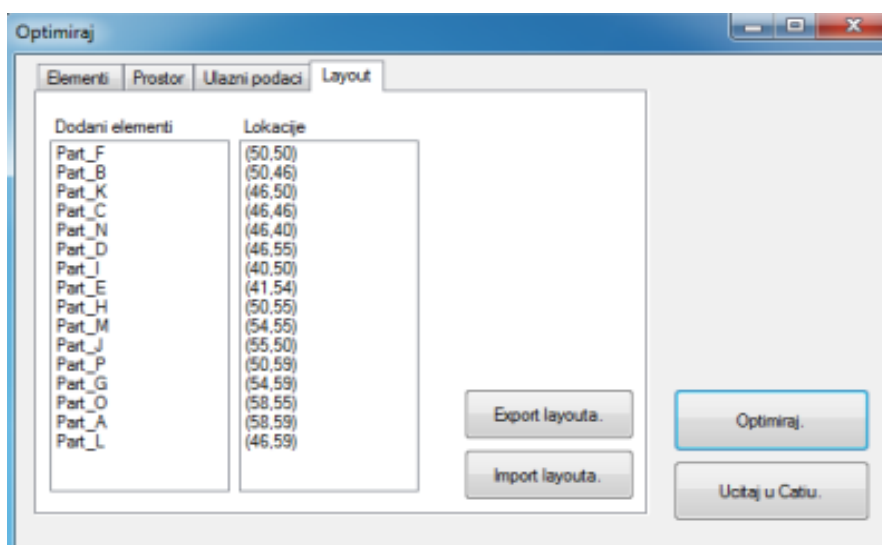 Optimiraj
Elementi Prostor Ulazni podaci Layout
Dodani elementi Lokacije
Part_F (50,50)
Part_B (50,46)
Part_K (46,50)
Part_C (46,46)
Part_N (46,40)
Part_D (46,55)
Part_I (40,50)
Part_E (41,54)
Part_H (50,55)
Part_M (54,55)
Part_J (55,50)
Part_P (50,59)
Part_G (54,59)
Part_O (58,55)
Part_A (58,59)
Part_L (46,59)
Export layouta. Optimiraj.
Import layouta. Ucitaj u Catiu.